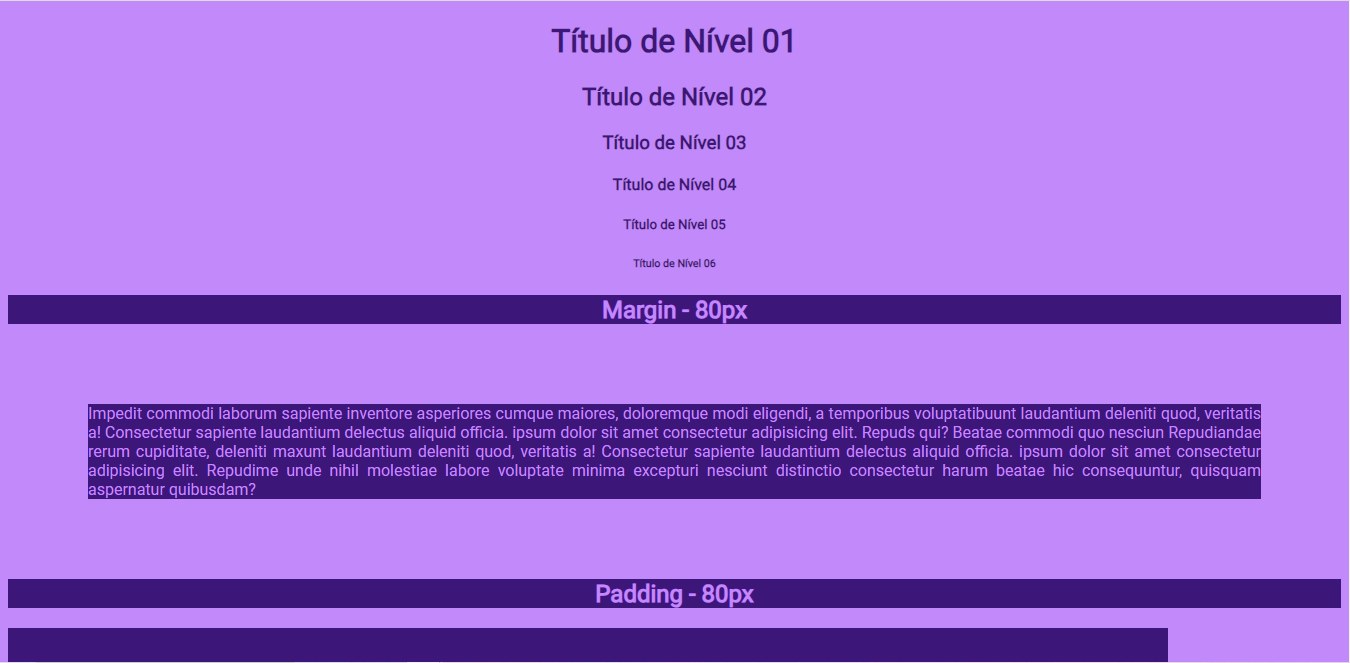 Título de Nível 01
Título de Nível 02
Título de Nível 03
Título de Nível 04
Título de Nível 05
Título de Nível 06
Margin - 80px
Impedit commodi laborum sapiente inventore asperiores cumque maiores, doloremque modi eligendi, a temporibus voluptatibuunt laudantium deleniti quod, veritatis
a! Consectetur sapiente laudantium delectus aliquid officia. ipsum dolor sit amet consectetur adipisicing elit. Repuds qui? Beatae commodi quo nesciun Repudiandae
rerum cupiditate, deleniti maxunt laudantium deleniti quod, veritatis a! Consectetur sapiente laudantium delectus aliquid officia. ipsum dolor sit amet consectetur
adipisicing elit. Repudime unde nihil molestiae labore voluptate minima excepturi nesciunt distinctio consectetur harum beatae hic consequuntur, quisquam
aspernatur quibusdam?
Padding - 80px